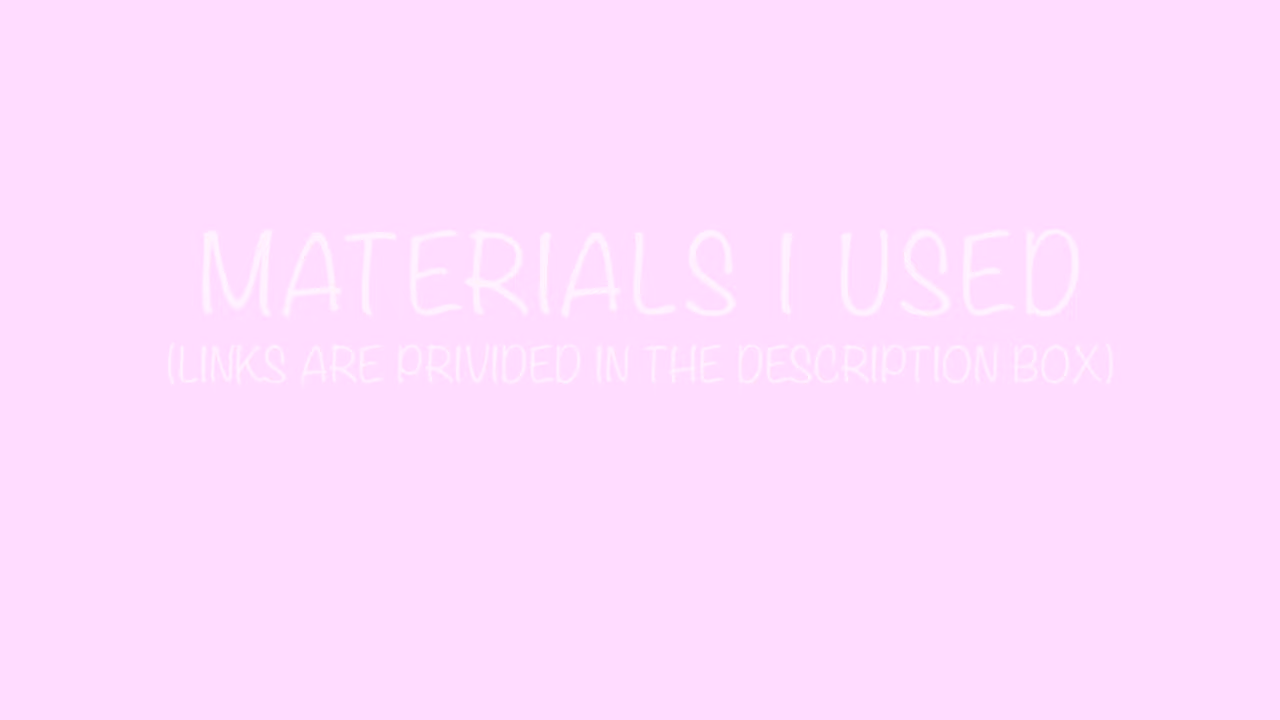 MATERIALS I USED
(LINKS ARE PRIVIDED IN THE DESCRIPTION BOX)